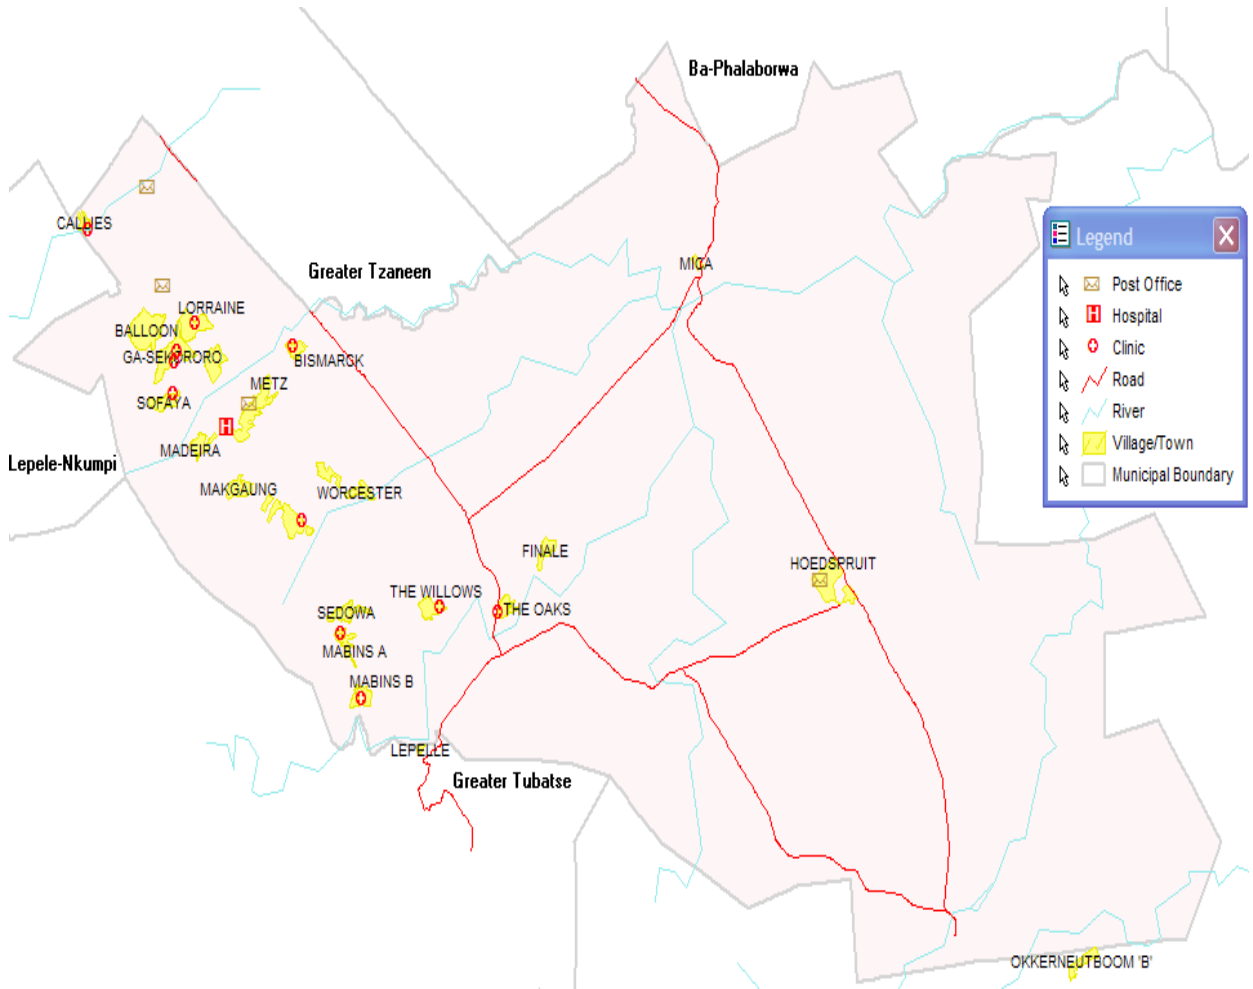 Ba-Phalaborwa
CALLIES
Greater Tzaneen
MICA
LORRAINE
BALLOON
GA-SEKORORO
BISMARCK
METZ
SOFAYA
MADEIRA
Lepele-Nkumpi
MAKGAUNG
WORCESTER
FINALE
HOEDSPRUIT
THE WILLOWS
THE OAKS
SEDOWA
MABINS A
MABINS B
LEPELLE
Greater Tubatse
OKKERNEUTBOOM 'B'
Legend
Post Office
H Hospital
Clinic
Road
River
Village/Town
Municipal Boundary